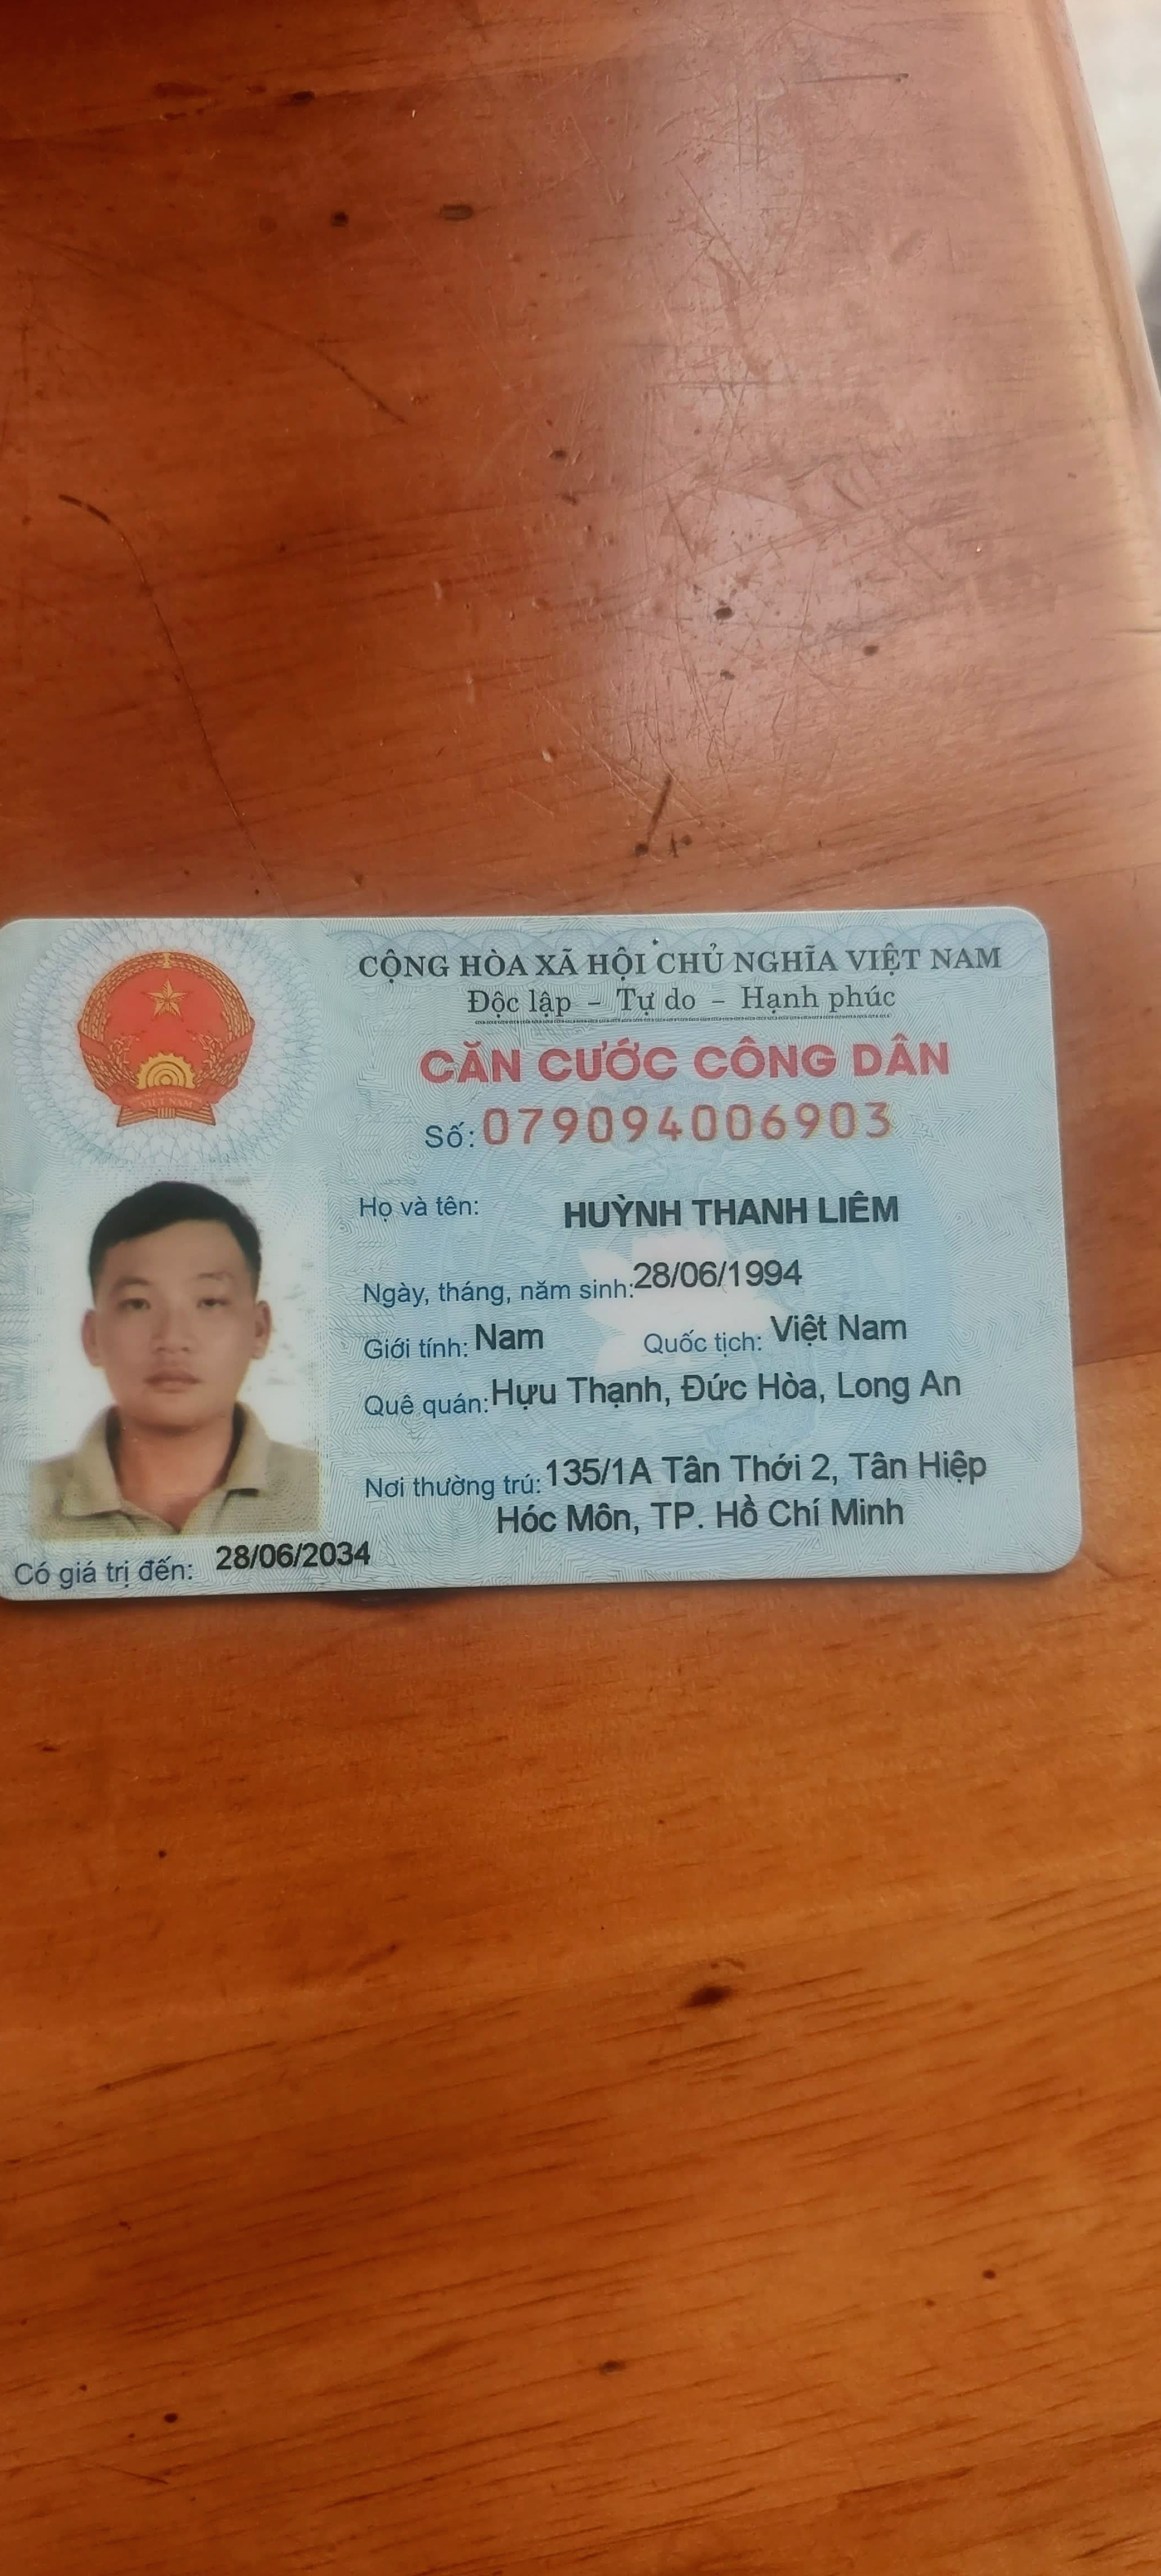 CỘNG HÒA XÃ HỘI CHỦ NGHĨA VIỆT NAM
Độc lập – Tự do – Hạnh phúc
CĂN CƯỚC CÔNG DÂN
Số: 079094006903
Họ và tên: HUỲNH THANH LIÊM
Ngày, tháng, năm sinh: 28/06/1994
Giới tính: Nam Quốc tịch: Việt Nam
Quê quán: Hựu Thạnh, Đức Hòa, Long An
Nơi thường trú: 135/1A Tân Thới 2, Tân Hiệp
Hóc Môn, TP. Hồ Chí Minh
Có giá trị đến: 28/06/2034
VIỆT NAM